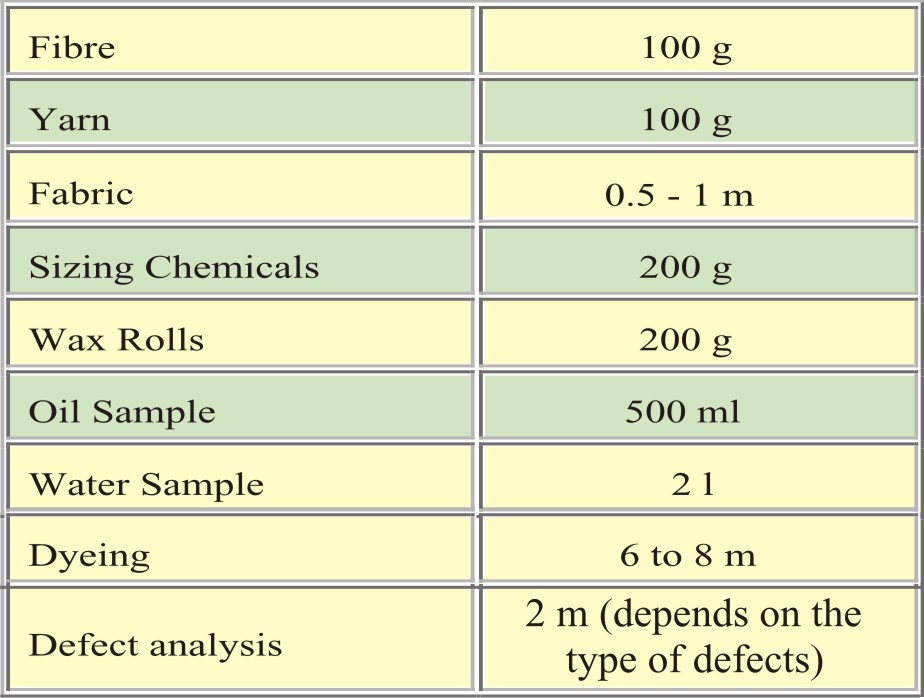 Fibre 100 g
Yarn 100 g
Fabric 0.5 - 1 m
Sizing Chemicals 200 g
Wax Rolls 200 g
Oil Sample 500 ml
Water Sample 2 l
Dyeing 6 to 8 m
Defect analysis 2 m (depends on the
type of defects)